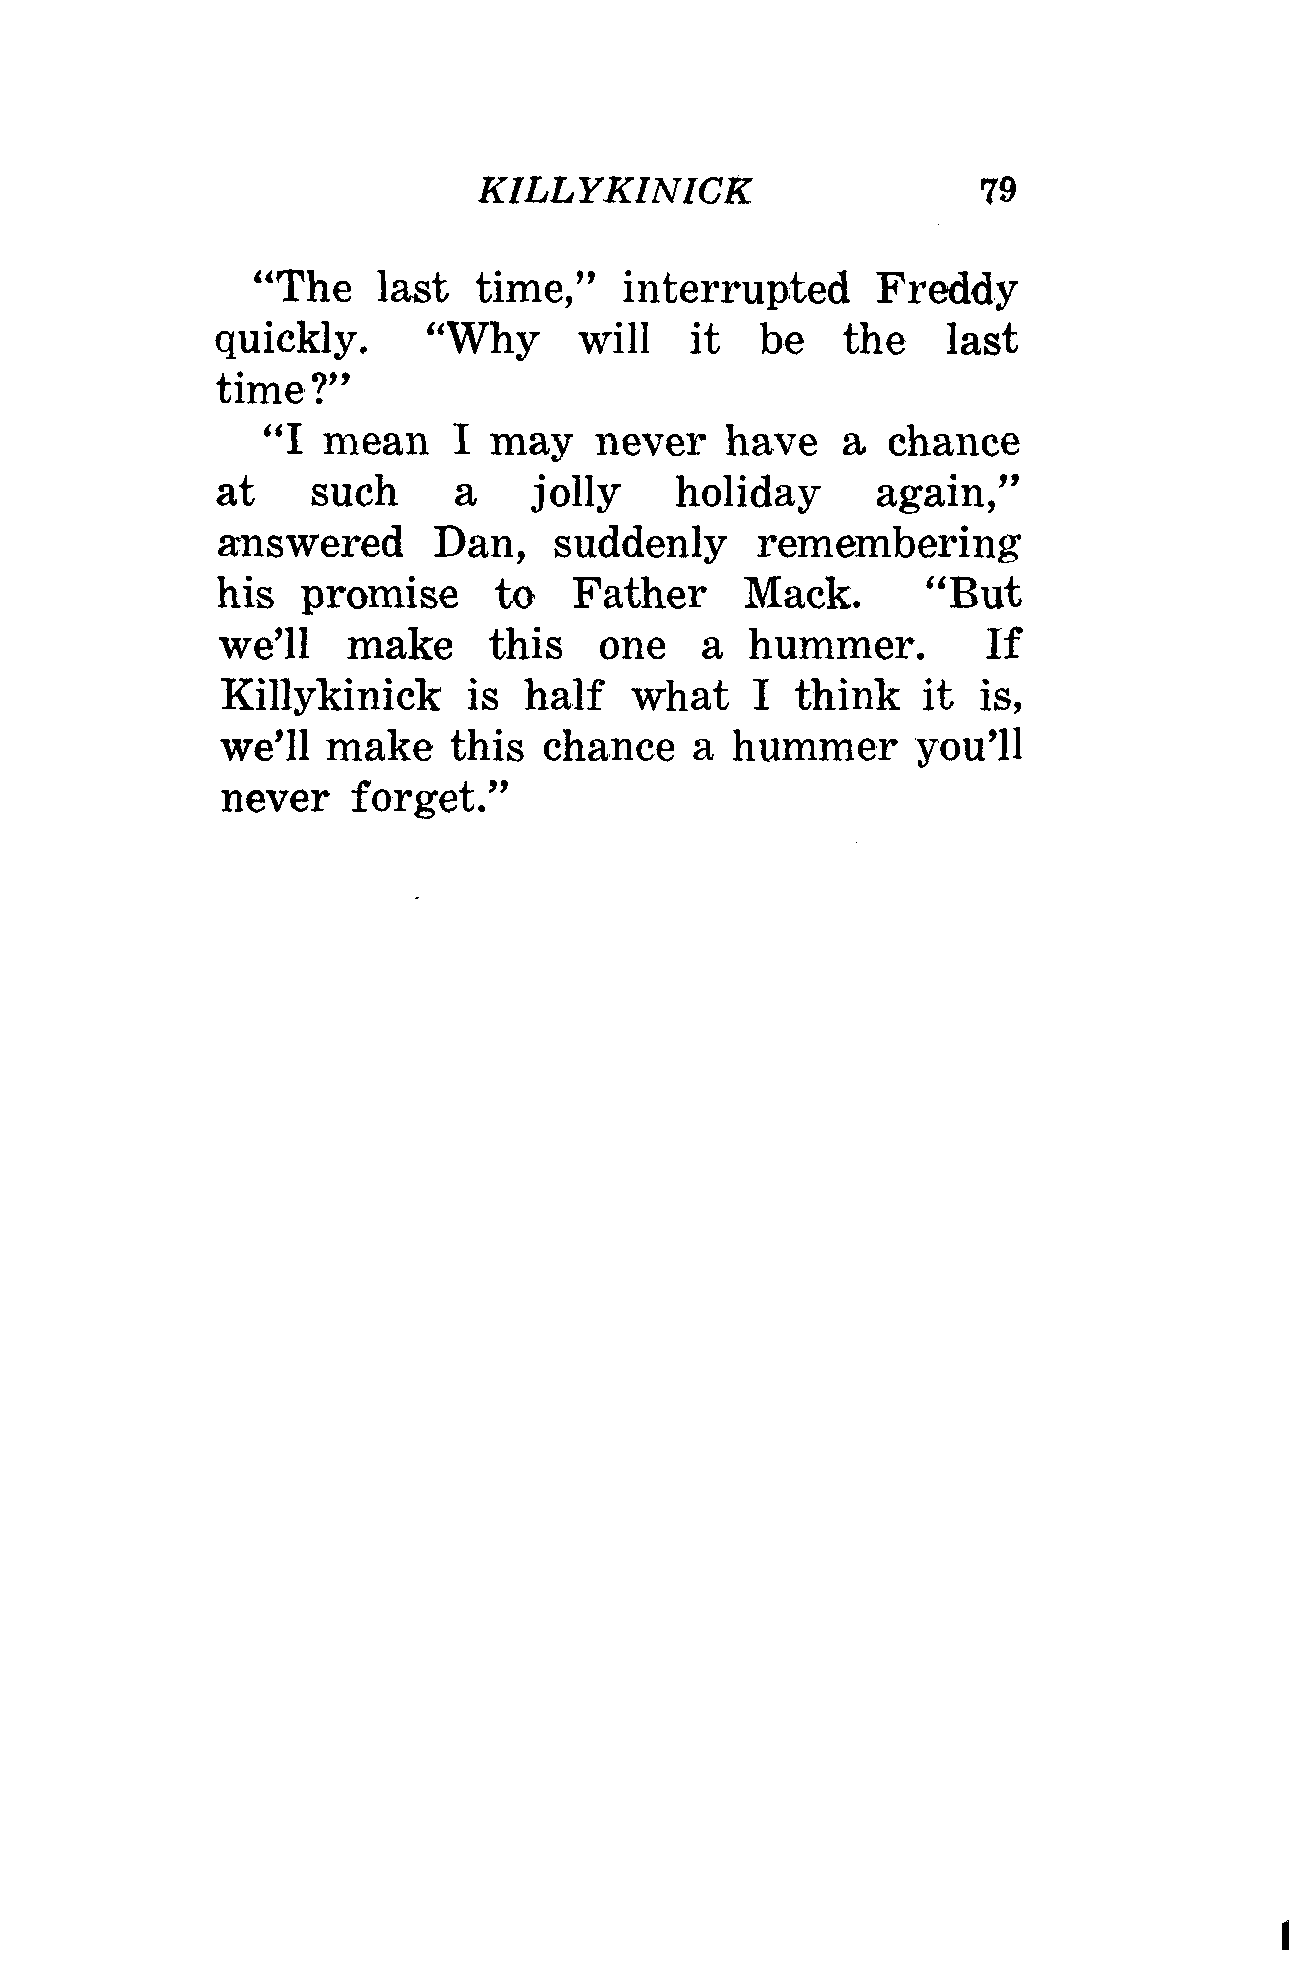 KILLYKINICK 79
“The last time,” interrupted Freddy
quickly. “Why will it be the last
time?”
“I mean I may never have a chance
at such a jolly holiday again,”
answered Dan, suddenly remembering
his promise to Father Mack. “But
we’ll make this one a hummer. If
Killykinick is half what I think it is,
we’ll make this chance a hummer you’ll
never forget.”